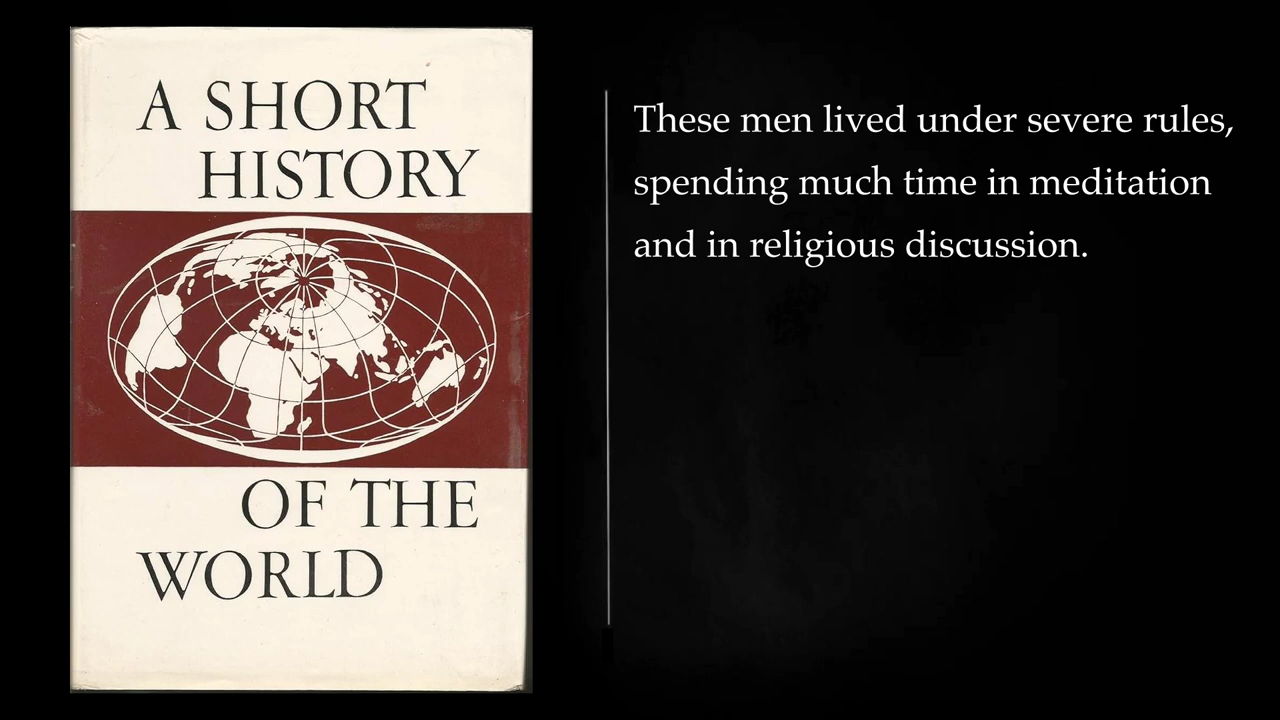 A SHORT
HISTORY
OF THE
WORLD
These men lived under severe rules,
spending much time in meditation
and in religious discussion.